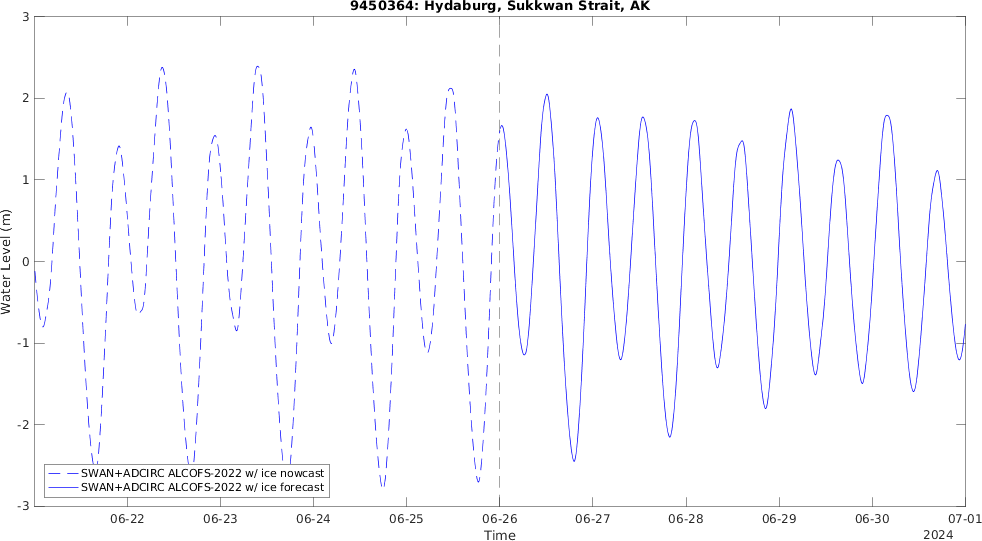 9450364: Hydaburg, Sukkwan Strait, AK
3
2
1
0
-1
-2
-3
Water Level (m)
SWAN+ADCIRC ALCOFS-2022 w/ ice nowcast
SWAN+ADCIRC ALCOFS-2022 w/ ice forecast
06-22 06-23 06-24 06-25 06-26 06-27 06-28 06-29 06-30 07-01
Time
2024